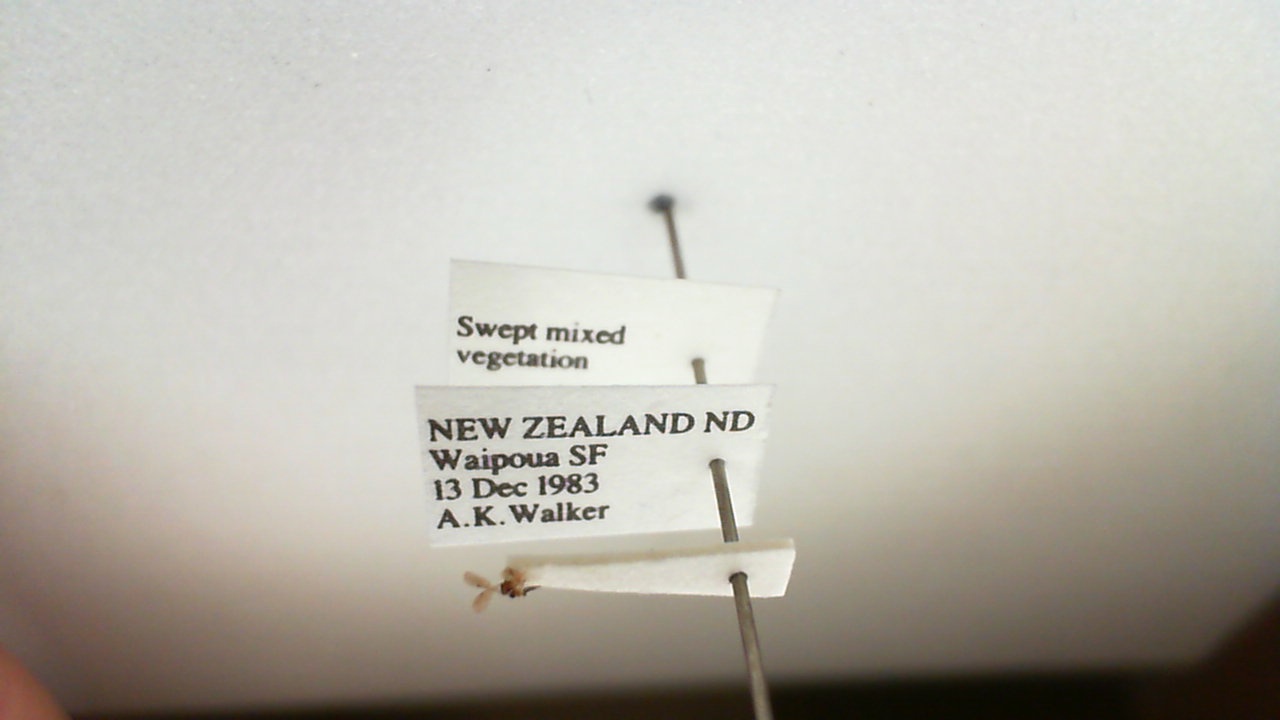 Swept mixed
vegetation
NEW ZEALAND ND
Waipoua SF
13 Dec 1983
A.K. Walker